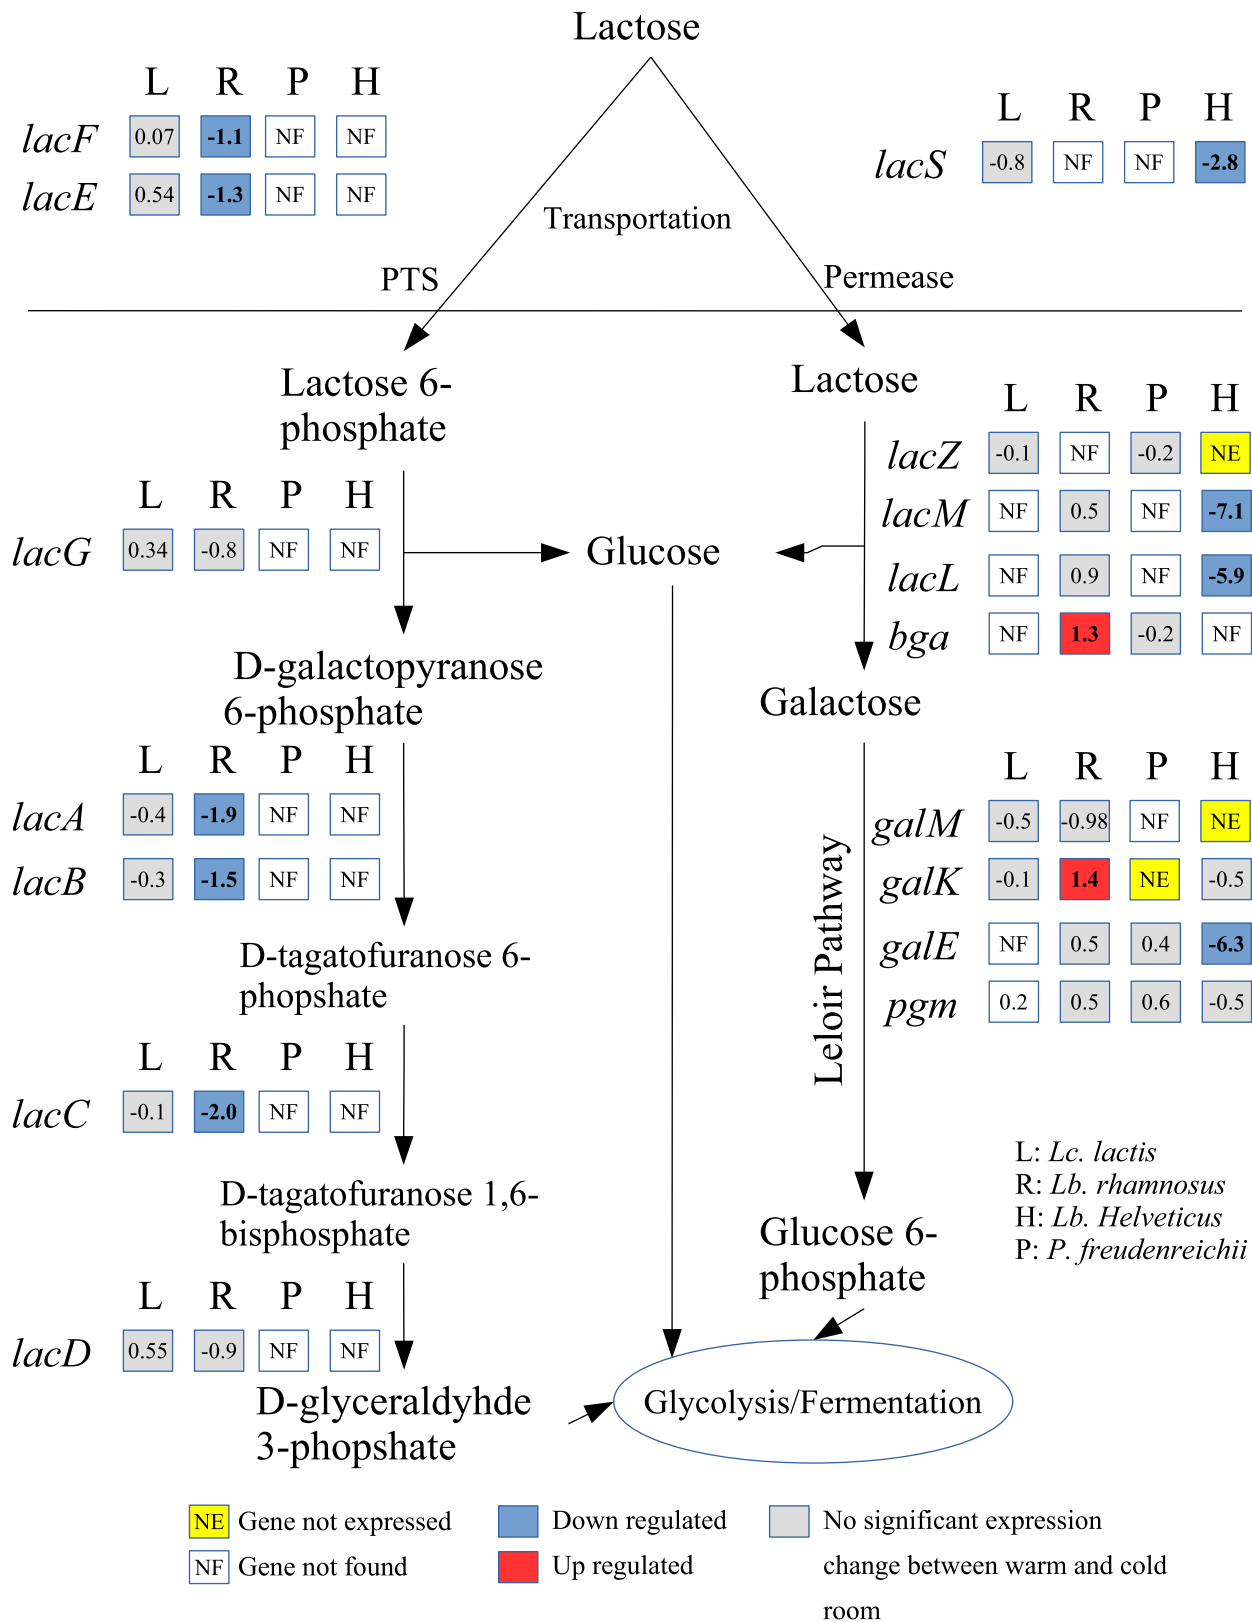 Lactose
L R P H
lacF 0.07 -1.1 NF NF
lacE 0.54 -1.3 NF NF
L R P H
lacS -0.8 NF NF -2.8
Transportation
PTS
Permease
Lactose 6-
phosphate
Lactose
L R P H
lacZ -0.1 NF -0.2 NE
lacM NF 0.5 NF -7.1
lacL NF 0.9 NF -5.9
bga NF 1.3 -0.2 NF
L R P H
lacG 0.34 -0.8 NF NF
Glucose
D-galactopyranose
6-phosphate
Galactose
L R P H
lacA -0.4 -1.9 NF NF
lacB -0.3 -1.5 NF NF
L R P H
galM -0.5 -0.98 NF NE
galK -0.1 1.4 NE -0.5
galE NF 0.5 0.4 -6.3
pgm 0.2 0.5 0.6 -0.5
Leloir Pathway
D-tagatofuranose 6-
phopshate
L R P H
lacC -0.1 -2.0 NF NF
D-tagatofuranose 1,6-
bisphosphate
L: Lc. lactis
R: Lb. rhamnosus
H: Lb. Helveticus
P: P. freudenreichii
Glucose 6-
phosphate
L R P H
lacD 0.55 -0.9 NF NF
D-glyceraldyhde
3-phopshate
Glycolysis/Fermentation
NE Gene not expressed
NF Gene not found
Down regulated
Up regulated
No significant expression
change between warm and cold
room